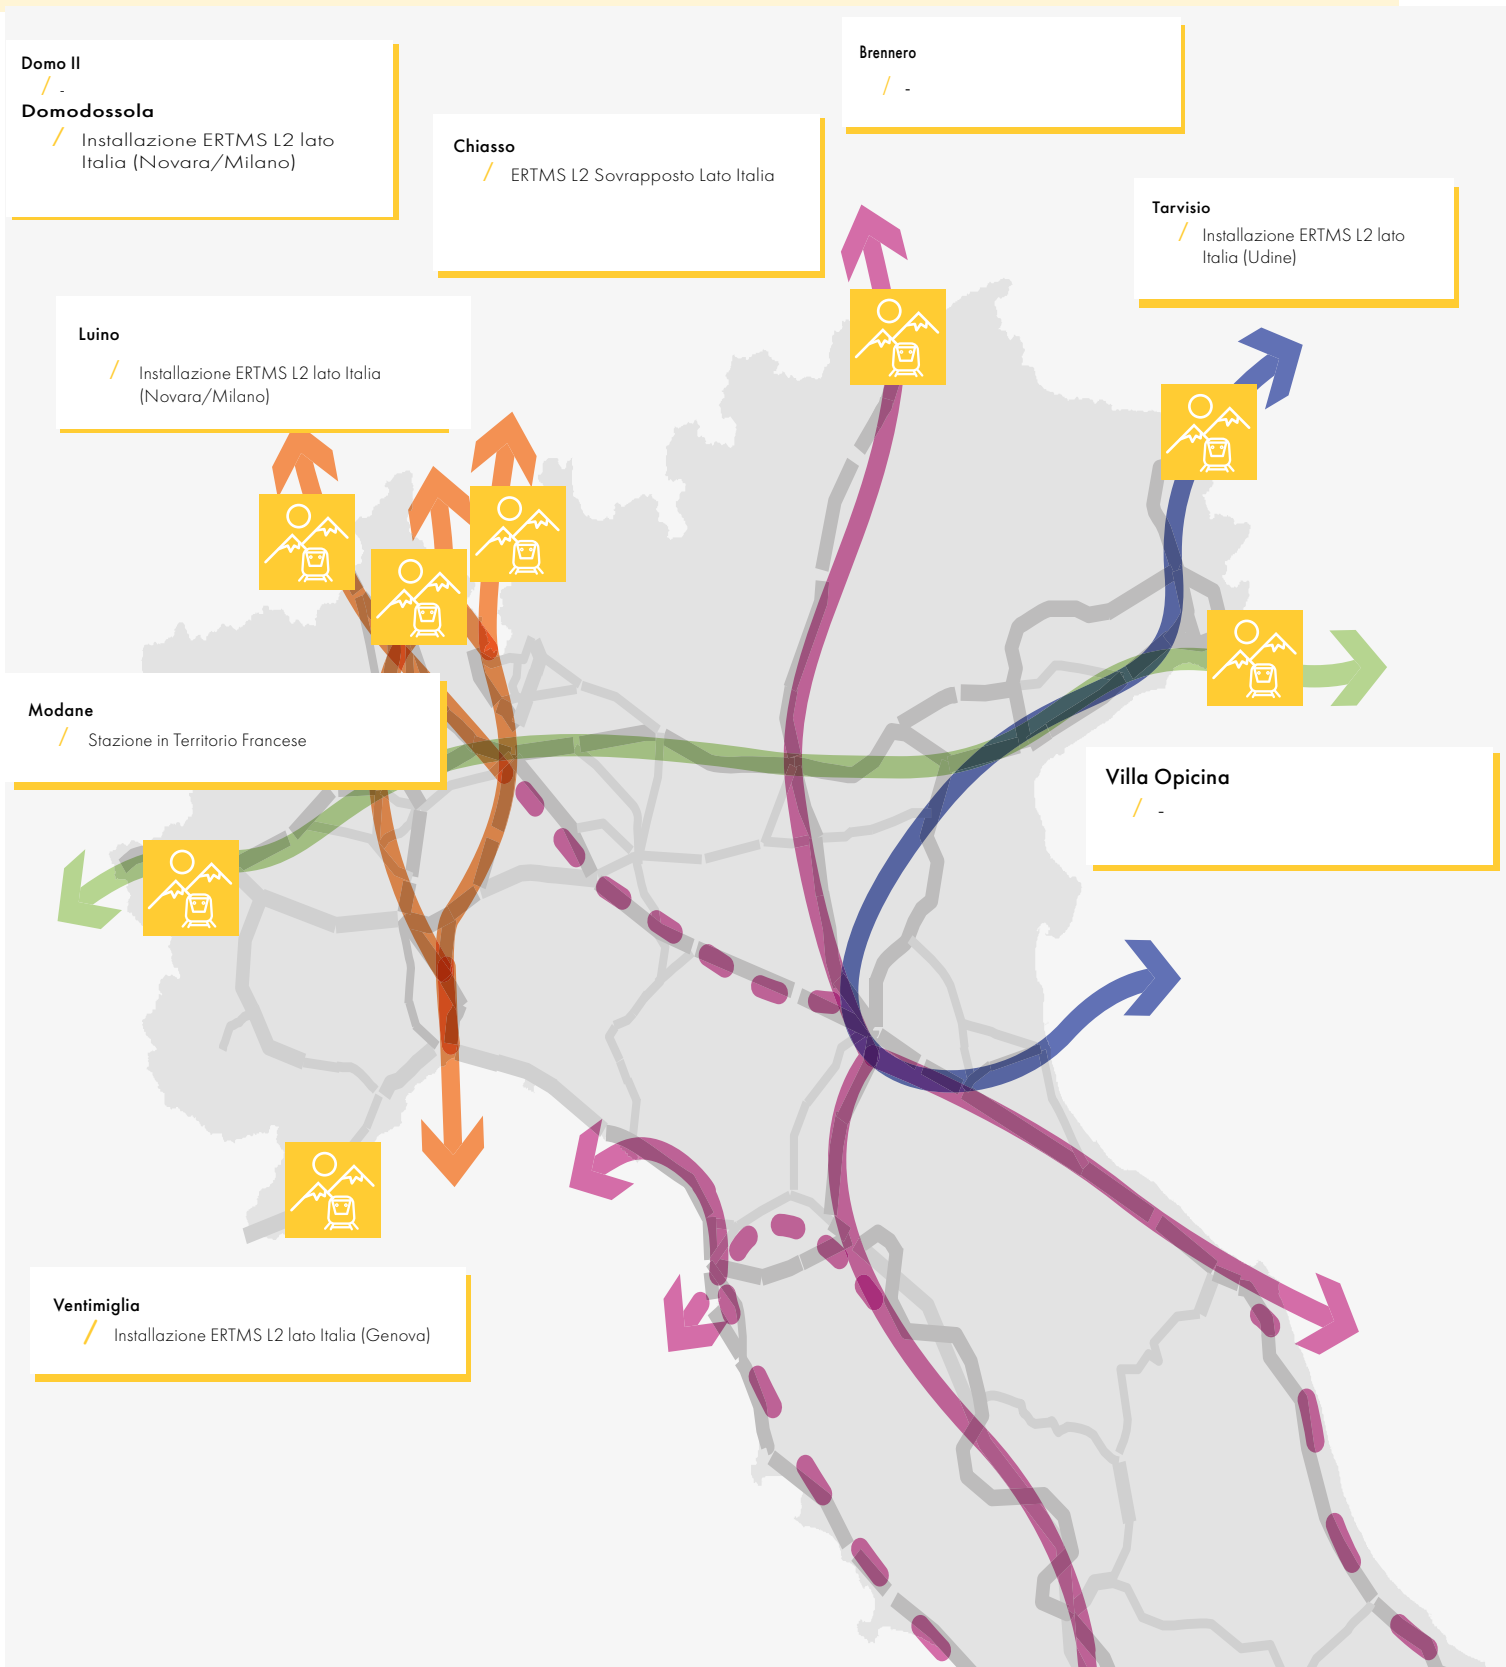 Domo II
/ -
Domodossola
/ Installazione ERTMS L2 lato
Italia (Novara/Milano)
Chiasso
/ ERTMS L2 Sovrapposto Lato Italia
Brennero
/ -
Tarvisio
/ Installazione ERTMS L2 lato
Italia (Udine)
Luino
/ Installazione ERTMS L2 lato Italia
(Novara/Milano)
Modane
/ Stazione in Territorio Francese
Villa Opicina
/ -
Ventimiglia
/ Installazione ERTMS L2 lato Italia (Genova)